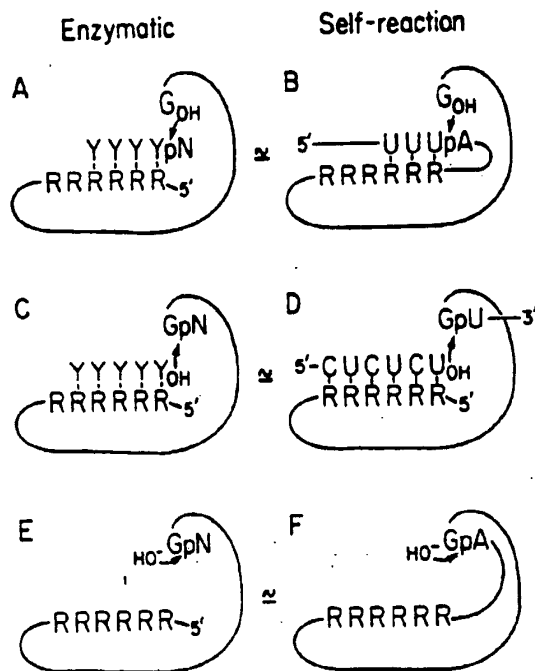 Enzymatic
Self-reaction
A
G OH
Y Y Y Y pN
R R R R R R – 5'
≃
B
G OH
5' U U U pA
R R R R R R
C
GpN
Y Y Y Y Y OH
R R R R R R – 5'
≃
D
GpU – 3'
5'- C U C U C U OH
R R R R R R – 5'
E
HO⁻ GpN
R R R R R R – 5'
≃
F
HO⁻ GpA
R R R R R R